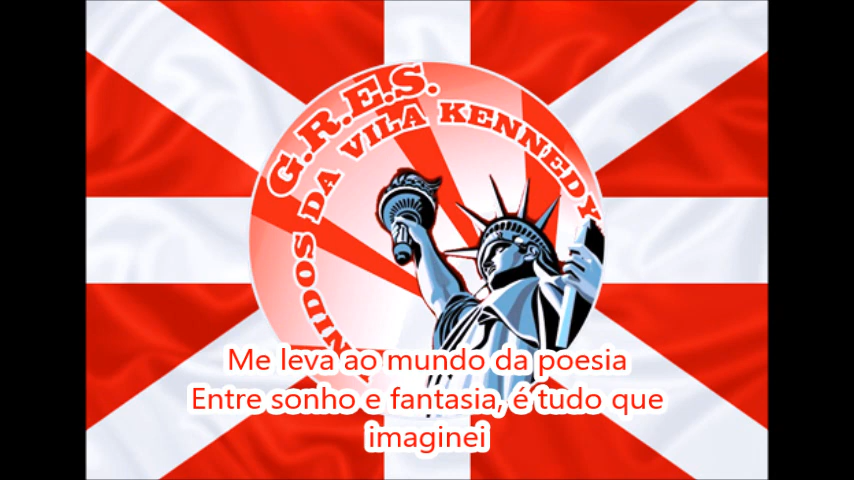 G.R.E.S.
UNIDOS DA VILA KENNEDY
Me leva ao mundo da poesia
Entre sonho e fantasia, é tudo que
imaginei